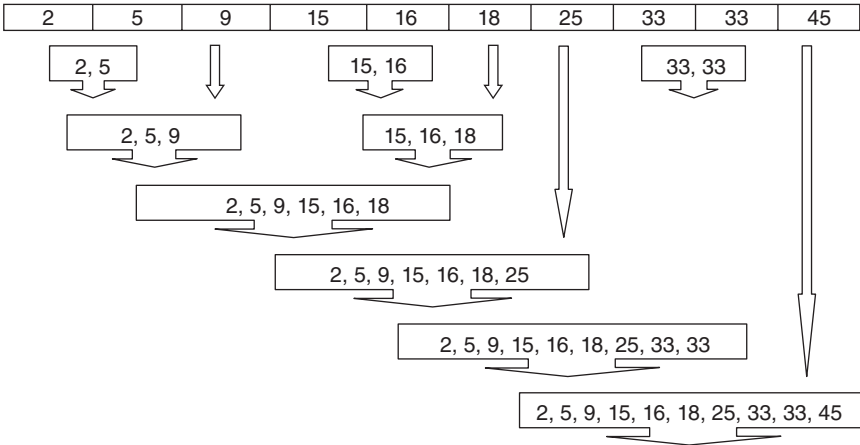 2 5 9 15 16 18 25 33 33 45
2, 5 15, 16 33, 33
2, 5, 9 15, 16, 18
2, 5, 9, 15, 16, 18
2, 5, 9, 15, 16, 18, 25
2, 5, 9, 15, 16, 18, 25, 33, 33
2, 5, 9, 15, 16, 18, 25, 33, 33, 45